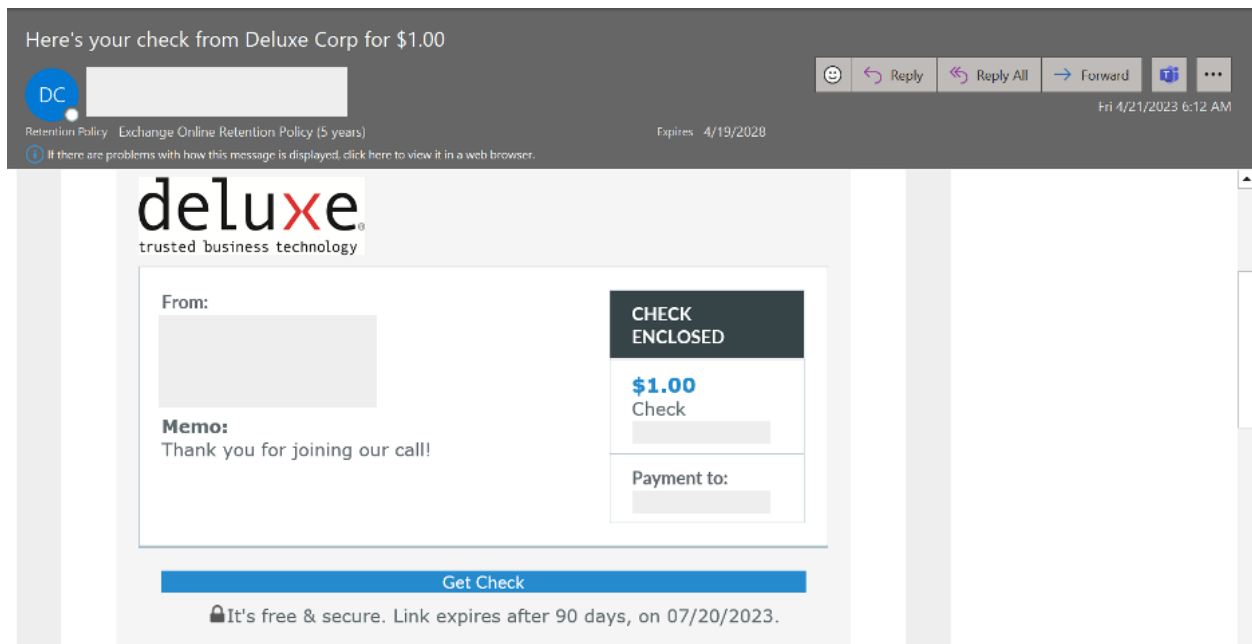 Here's your check from Deluxe Corp for $1.00
DC
Reply
Reply All
Forward
Fri 4/21/2023 6:12 AM
Retention Policy Exchange Online Retention Policy (5 years)
Expires 4/19/2028
If there are problems with how this message is displayed, click here to view it in a web browser.
deluxe®
trusted business technology
From:
CHECK
ENCLOSED
$1.00
Check
Memo:
Thank you for joining our call!
Payment to:
Get Check
It's free & secure. Link expires after 90 days, on 07/20/2023.